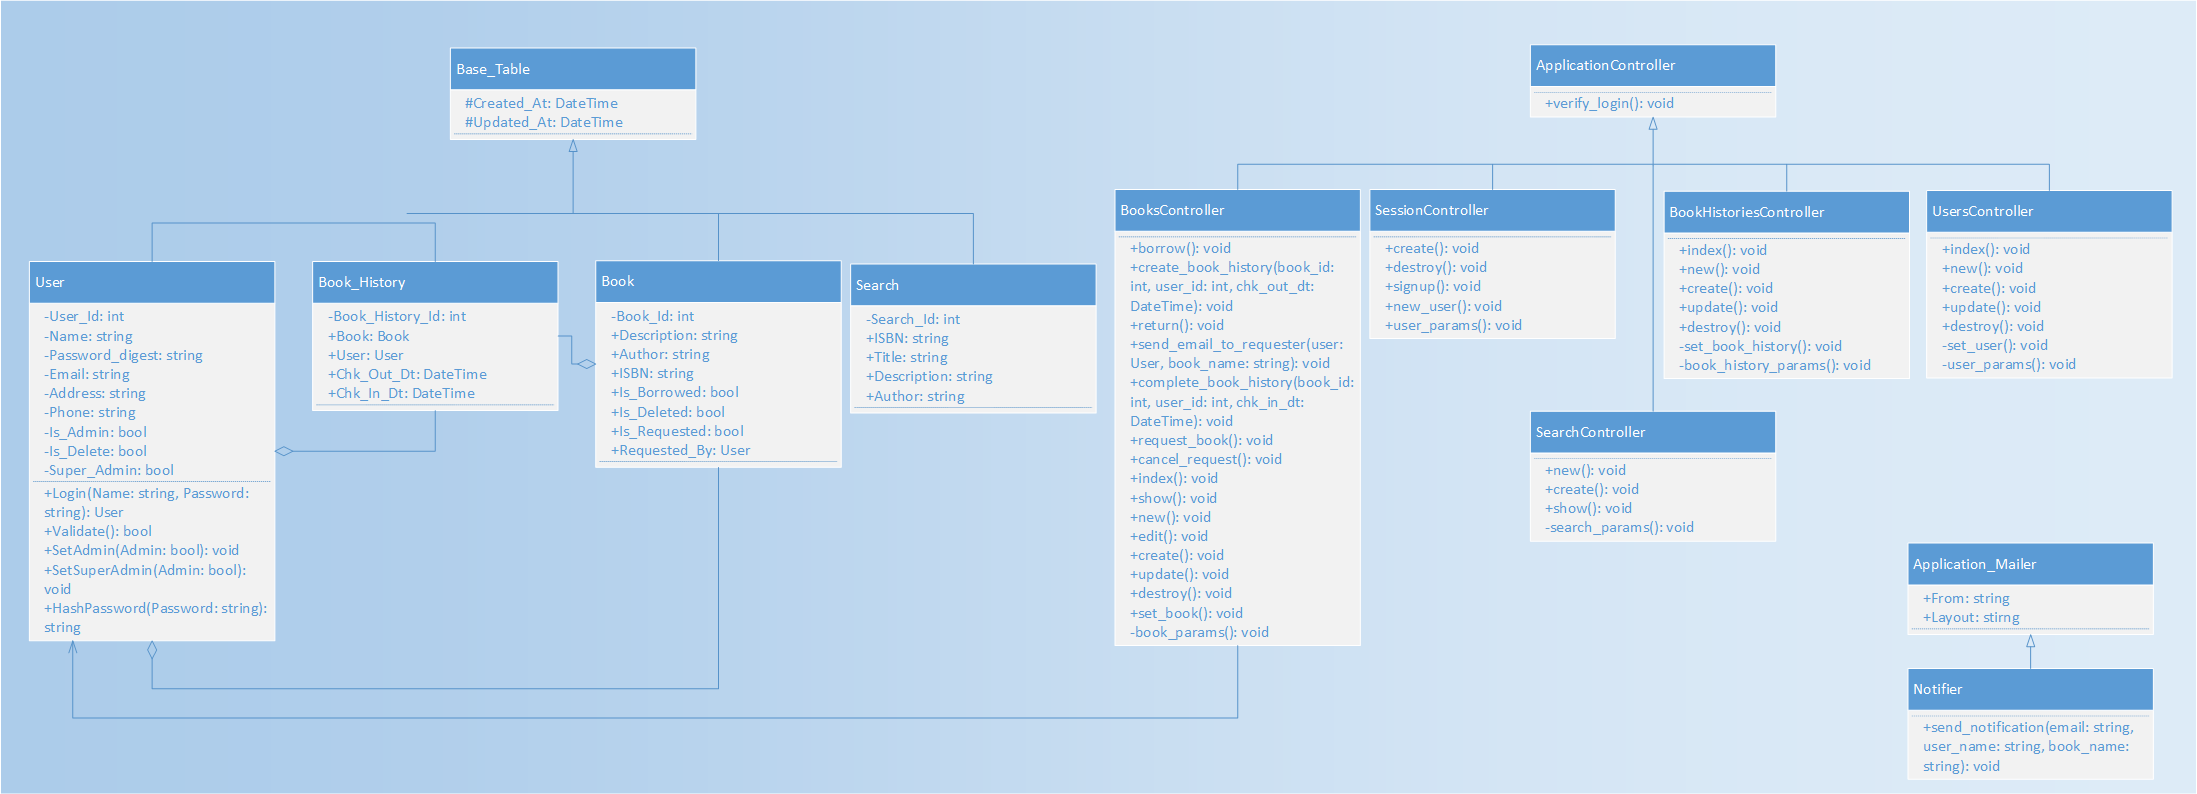 Base_Table
#Created_At: DateTime
#Updated_At: DateTime
ApplicationController
+verify_login(): void
User
-User_Id: int
-Name: string
-Password_digest: string
-Email: string
-Address: string
-Phone: string
-Is_Admin: bool
-Is_Delete: bool
-Super_Admin: bool
+Login(Name: string, Password:
string): User
+Validate(): bool
+SetAdmin(Admin: bool): void
+SetSuperAdmin(Admin: bool):
void
+HashPassword(Password: string):
string
Book_History
-Book_History_Id: int
+Book: Book
+User: User
+Chk_Out_Dt: DateTime
+Chk_In_Dt: DateTime
Book
-Book_Id: int
+Description: string
+Author: string
+ISBN: string
+Is_Borrowed: bool
+Is_Deleted: bool
+Is_Requested: bool
+Requested_By: User
Search
-Search_Id: int
+ISBN: string
+Title: string
+Description: string
+Author: string
BooksController
+borrow(): void
+create_book_history(book_id:
int, user_id: int, chk_out_dt:
DateTime): void
+return(): void
+send_email_to_requester(user:
User, book_name: string): void
+complete_book_history(book_id:
int, user_id: int, chk_in_dt:
DateTime): void
+request_book(): void
+cancel_request(): void
+index(): void
+show(): void
+new(): void
+edit(): void
+create(): void
+update(): void
+destroy(): void
+set_book(): void
-book_params(): void
SessionController
+create(): void
+destroy(): void
+signup(): void
+new_user(): void
+user_params(): void
BookHistoriesController
+index(): void
+new(): void
+create(): void
+update(): void
+destroy(): void
-set_book_history(): void
-book_history_params(): void
UsersController
+index(): void
+new(): void
+create(): void
+update(): void
+destroy(): void
-set_user(): void
-user_params(): void
SearchController
+new(): void
+create(): void
+show(): void
-search_params(): void
Application_Mailer
+From: string
+Layout: stirng
Notifier
+send_notification(email: string,
user_name: string, book_name:
string): void